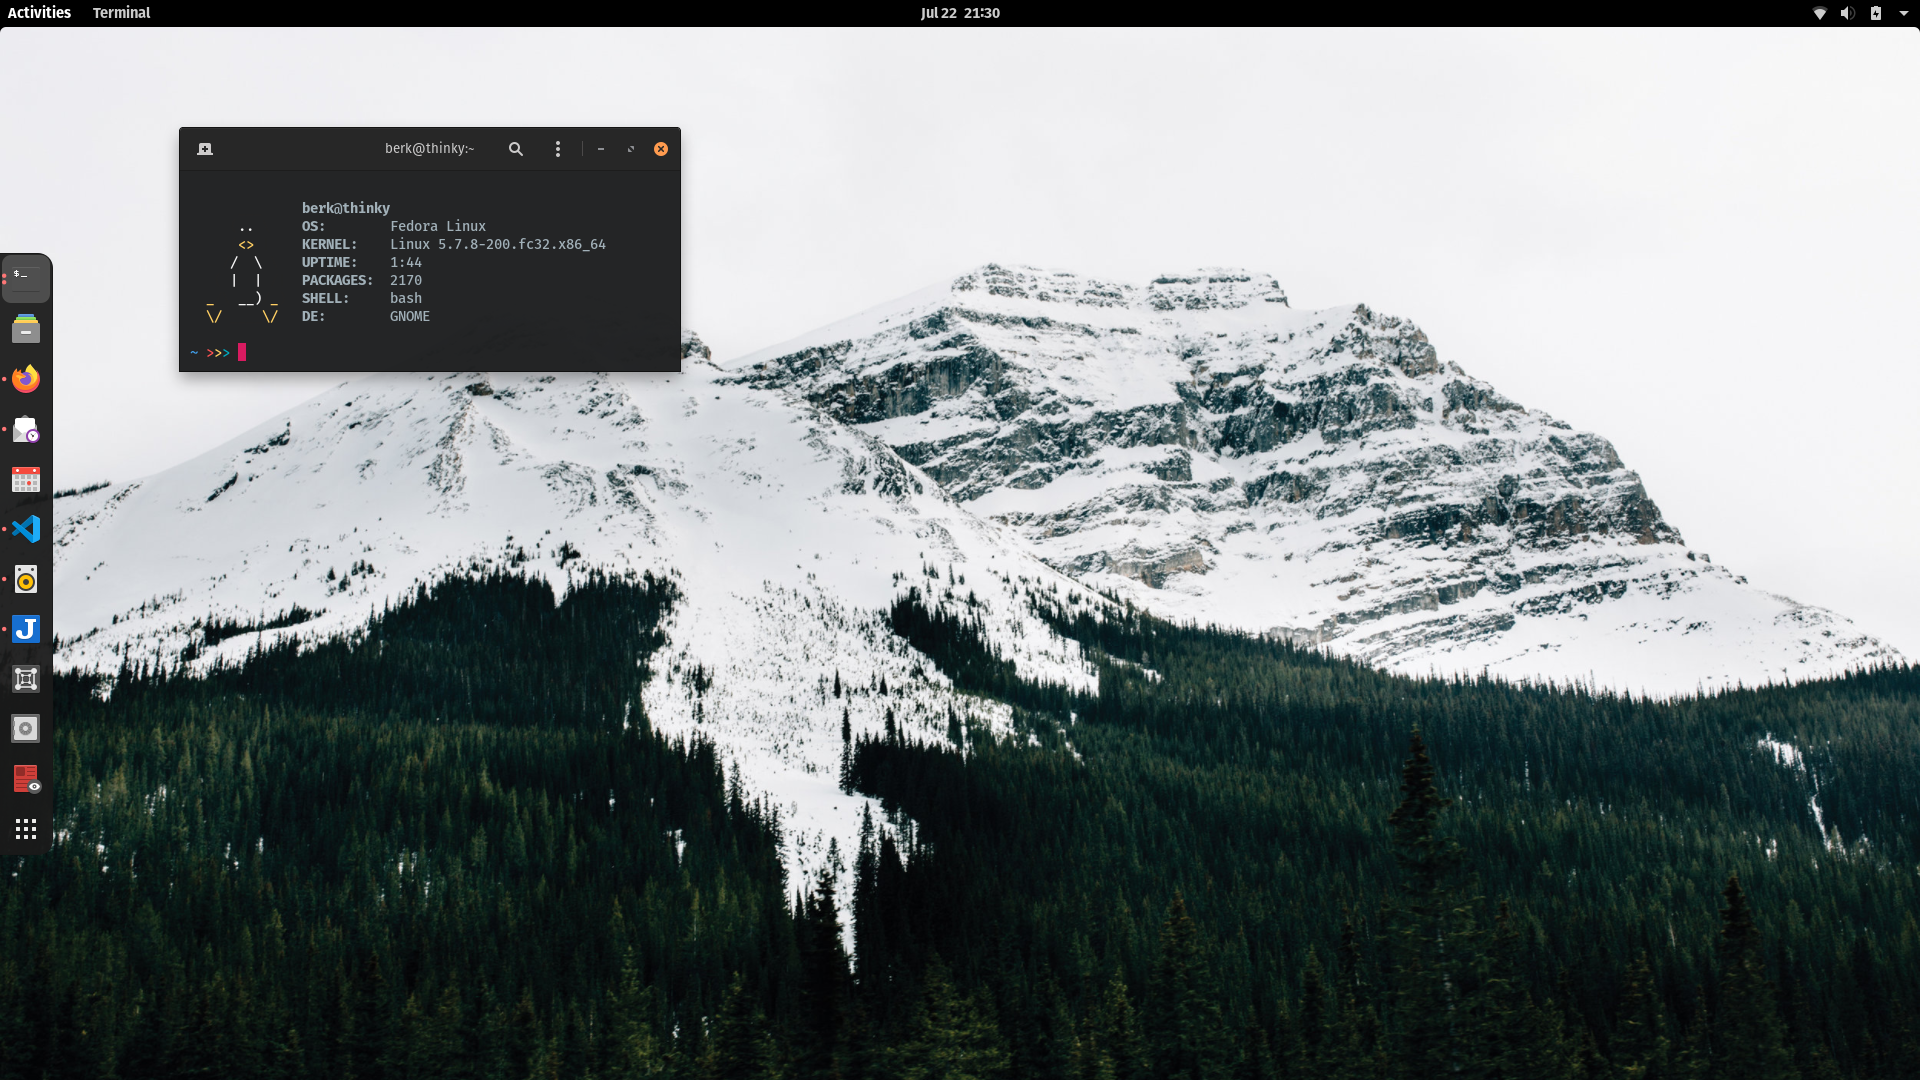 Activities Terminal Jul 22 21:30
berk@thinky:~
berk@thinky
OS: Fedora Linux
KERNEL: Linux 5.7.8-200.fc32.x86_64
UPTIME: 1:44
PACKAGES: 2170
SHELL: bash
DE: GNOME
~ >>>
$_
J